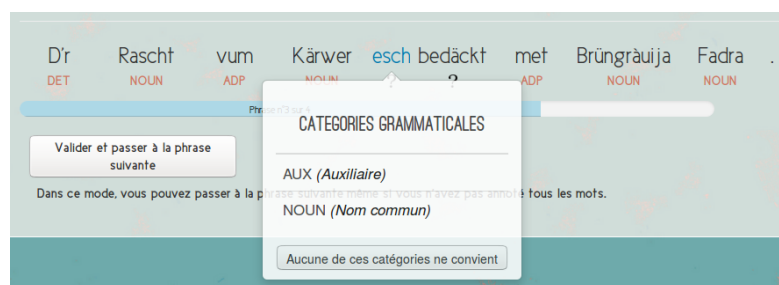 D'r Rascht vum Kärwer esch bedäckt met Brüngràuija Fadra .
DET NOUN ADP NOUN ? ? ADP NOUN NOUN
Phrase n°3 sur 4
CATEGORIES GRAMMATICALES
Valider et passer à la phrase
suivante
AUX (Auxiliaire)
Dans ce mode, vous pouvez passer à la phrase suivante même si vous n'avez pas annoté tous les mots.
NOUN (Nom commun)
Aucune de ces catégories ne convient